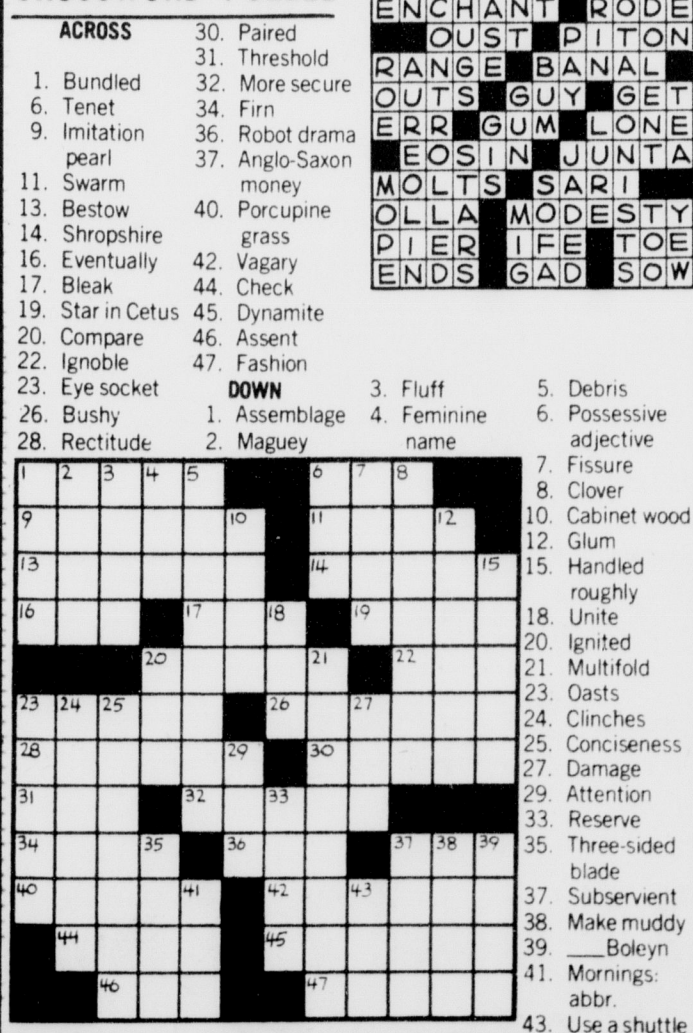 ACROSS
1. Bundled
6. Tenet
9. Imitation
pearl
11. Swarm
13. Bestow
14. Shropshire
16. Eventually
17. Bleak
19. Star in Cetus
20. Compare
22. Ignoble
23. Eye socket
26. Bushy
28. Rectitude
30. Paired
31. Threshold
32. More secure
34. Firn
36. Robot drama
37. Anglo-Saxon
money
40. Porcupine
grass
42. Vagary
44. Check
45. Dynamite
46. Assent
47. Fashion
DOWN
1. Assemblage
2. Maguey
3. Fluff
4. Feminine
name
5. Debris
6. Possessive
adjective
7. Fissure
8. Clover
10. Cabinet wood
12. Glum
15. Handled
roughly
18. Unite
20. Ignited
21. Multifold
23. Oasts
24. Clinches
25. Conciseness
27. Damage
29. Attention
33. Reserve
35. Three-sided
blade
37. Subservient
38. Make muddy
39. ___Boleyn
41. Mornings:
abbr.
43. Use a shuttle
ENCHANT RODE
OUST PITON
RANGE BANAL
OUTS GUY GET
ERR GUM LONE
EOSIN JUNTA
MOLTS SARI
OLLA MODESTY
PIER IFE TOE
ENDS GAD SOW
1 2 3 4 5 6 7 8
9 10 11 12
13 14 15
16 17 18 19
20 21 22
23 24 25 26 27
28 29 30
31 32 33
34 35 36 37 38 39
40 41 42 43
44 45
46 47